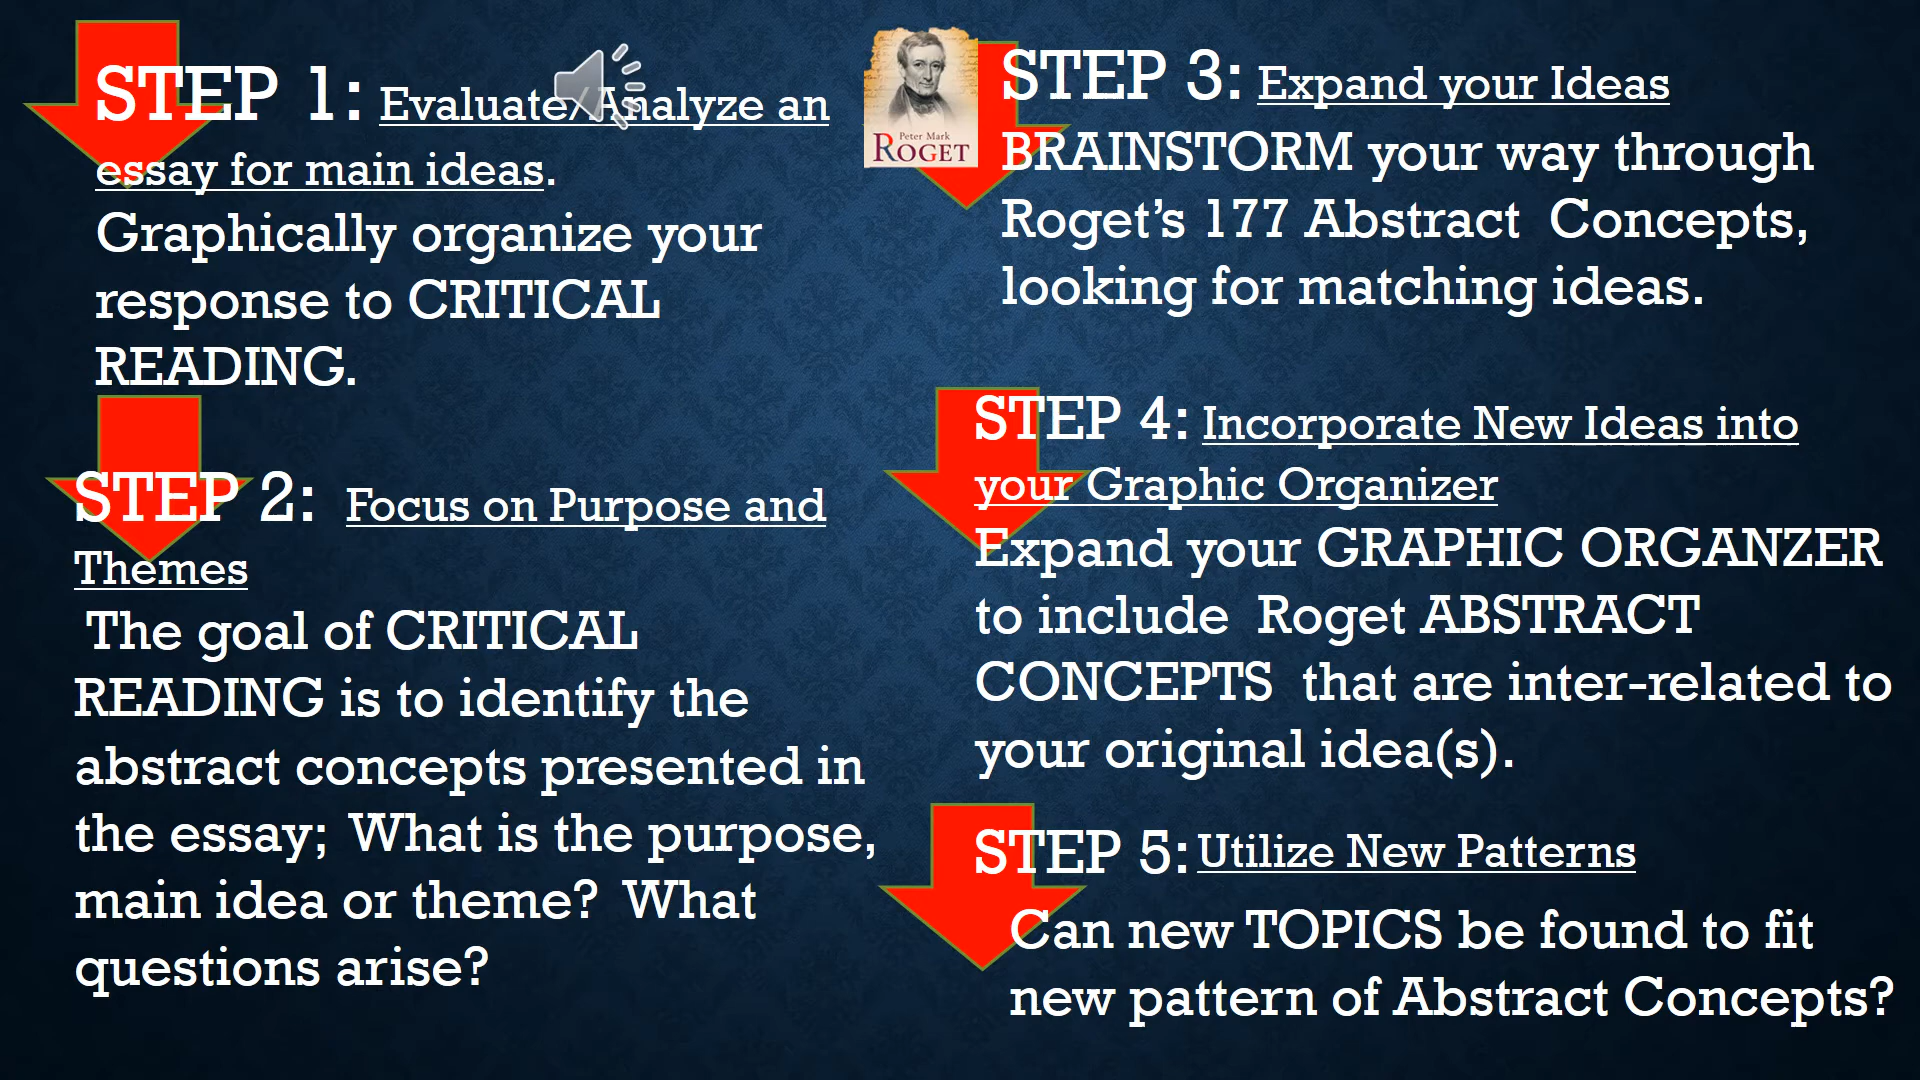 STEP 1: Evaluate/Analyze an
essay for main ideas.
Graphically organize your
response to CRITICAL
READING.
STEP 2: Focus on Purpose and
Themes
The goal of CRITICAL
READING is to identify the
abstract concepts presented in
the essay; What is the purpose,
main idea or theme? What
questions arise?
Peter Mark
ROGET
STEP 3: Expand your Ideas
BRAINSTORM your way through
Roget's 177 Abstract Concepts,
looking for matching ideas.
STEP 4: Incorporate New Ideas into
your Graphic Organizer
Expand your GRAPHIC ORGANZER
to include Roget ABSTRACT
CONCEPTS that are inter-related to
your original idea(s).
STEP 5: Utilize New Patterns
Can new TOPICS be found to fit
new pattern of Abstract Concepts?